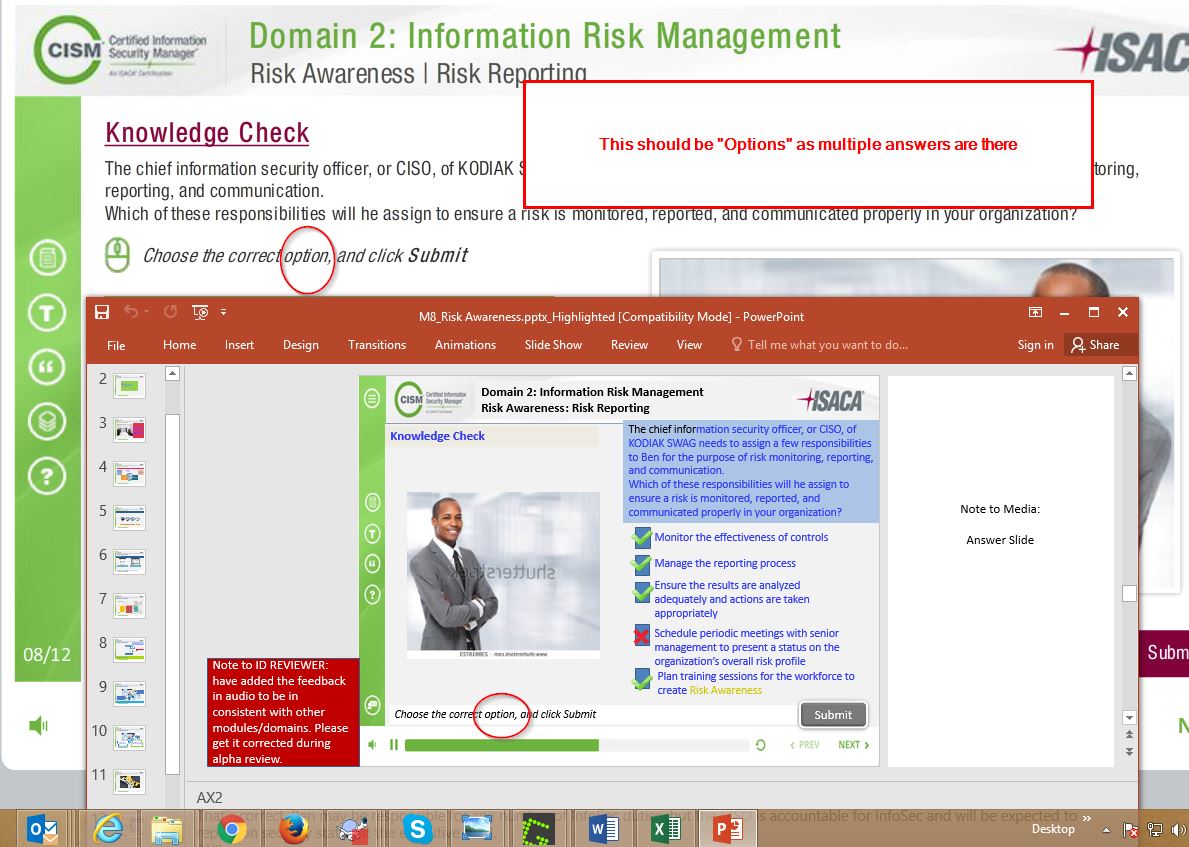 CISM
Certified Information
Security Manager®
An ISACA® Certification
Domain 2: Information Risk Management
Risk Awareness | Risk Reporting
ISACA
This should be "Options" as multiple answers are there
Knowledge Check
The chief information security officer, or CISO, of KODIAK
toring,
reporting, and communication.
Which of these responsibilities will he assign to ensure a risk is monitored, reported, and communicated properly in your organization?
Choose the correct option, and click Submit
T
?
08/12
Subm
N
M8_Risk Awareness.pptx_Highlighted [Compatibility Mode] - PowerPoint
File Home Insert Design Transitions Animations Slide Show Review View Tell me what you want to do... Sign in Share
2
3
4
5
6
7
8
9
10
11
CISM
Certified Information
Security Manager
Domain 2: Information Risk Management
Risk Awareness: Risk Reporting
ISACA
Knowledge Check
The chief information security officer, or CISO, of
KODIAK SWAG needs to assign a few responsibilities
to Ben for the purpose of risk monitoring, reporting,
and communication.
Which of these responsibilities will he assign to
ensure a risk is monitored, reported, and
communicated properly in your organization?
Monitor the effectiveness of controls
Manage the reporting process
Ensure the results are analyzed
adequately and actions are taken
appropriately
Schedule periodic meetings with senior
management to present a status on the
organization's overall risk profile
Plan training sessions for the workforce to
create Risk Awareness
shutterstock
T
?
Choose the correct option, and click Submit
Submit
PREV NEXT
Note to Media:
Answer Slide
Note to ID REVIEWER:
have added the feedback
in audio to be in
consistent with other
modules/domains. Please
get it corrected during
alpha review.
AX2
Desktop